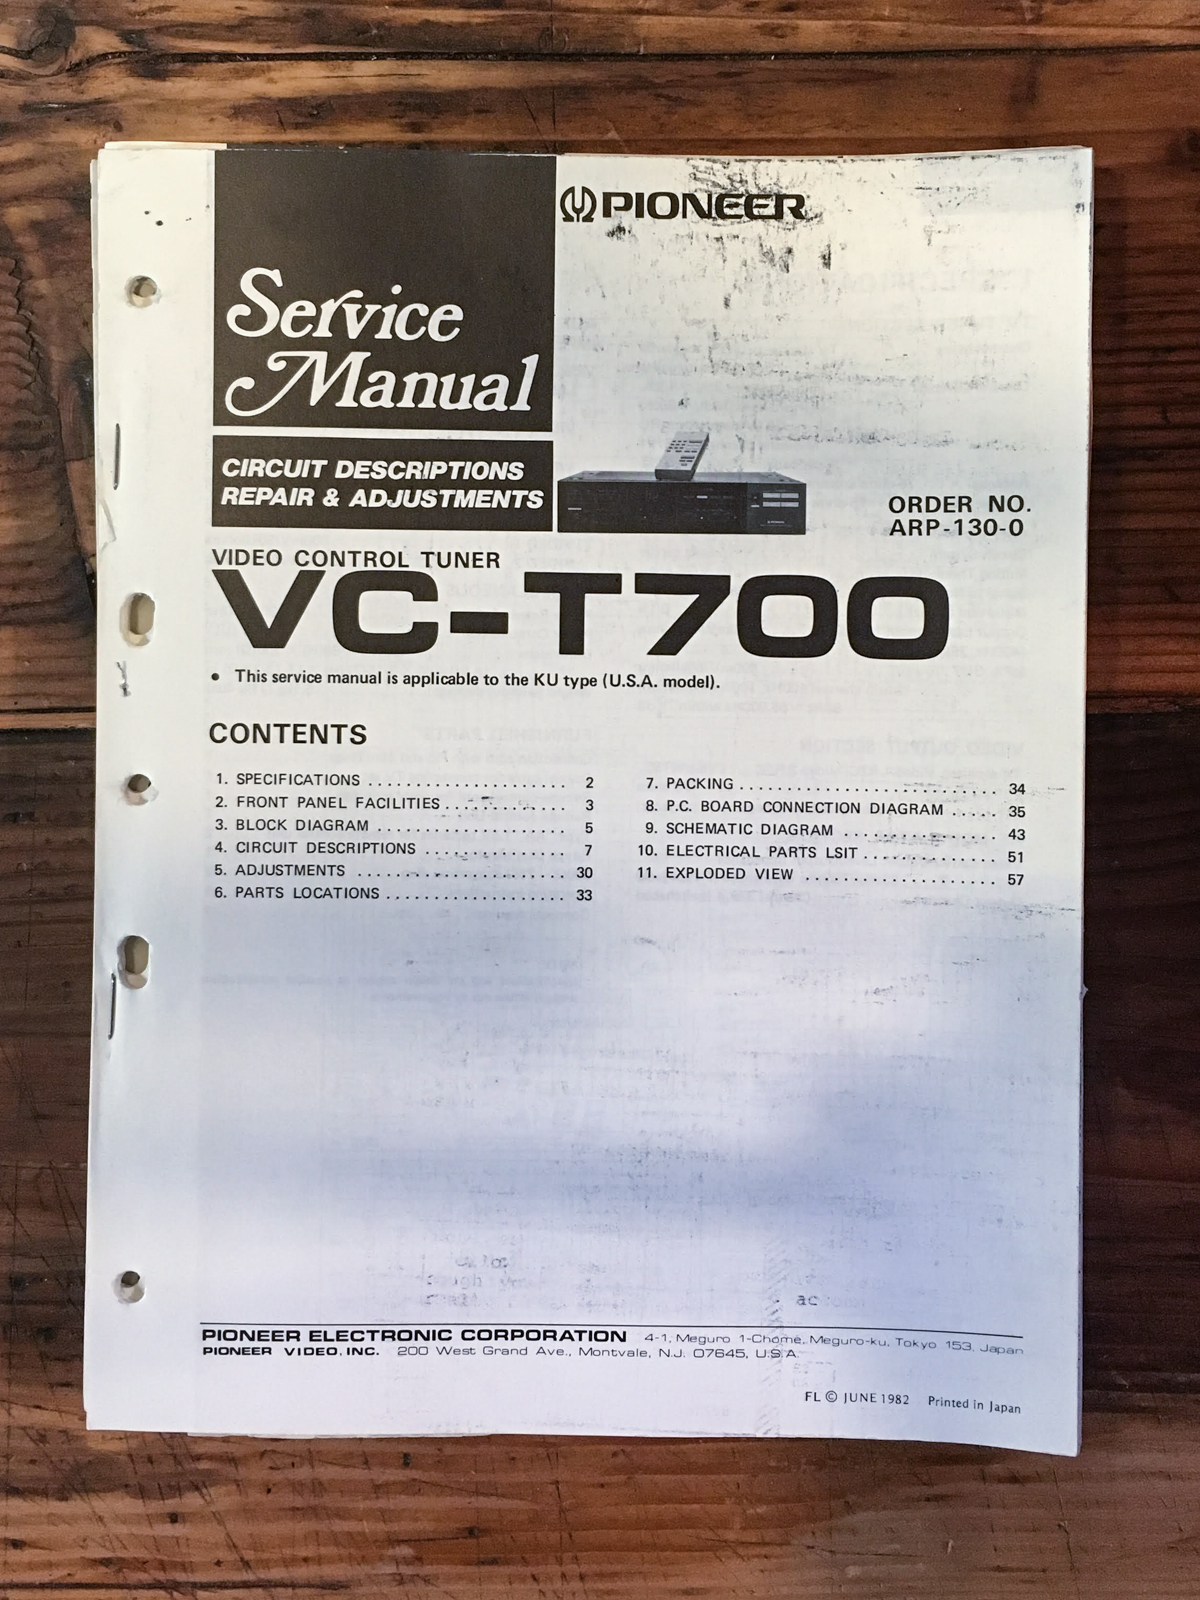 PIONEER
Service
Manual
CIRCUIT DESCRIPTIONS
REPAIR & ADJUSTMENTS
ORDER NO.
ARP-130-0
VIDEO CONTROL TUNER
VC-T700
• This service manual is applicable to the KU type (U.S.A. model).
CONTENTS
1. SPECIFICATIONS ...................... 2
2. FRONT PANEL FACILITIES ............. 3
3. BLOCK DIAGRAM ..................... 5
4. CIRCUIT DESCRIPTIONS ............... 7
5. ADJUSTMENTS ....................... 30
6. PARTS LOCATIONS .................... 33
7. PACKING ............................ 34
8. P.C. BOARD CONNECTION DIAGRAM ..... 35
9. SCHEMATIC DIAGRAM ................. 43
10. ELECTRICAL PARTS LSIT ............... 51
11. EXPLODED VIEW ..................... 57
PIONEER ELECTRONIC CORPORATION 4-1, Meguro 1-Chome, Meguro-ku, Tokyo 153, Japan
PIONEER VIDEO, INC. 200 West Grand Ave., Montvale, N.J. 07645, U.S.A.
FL © JUNE 1982 Printed in Japan